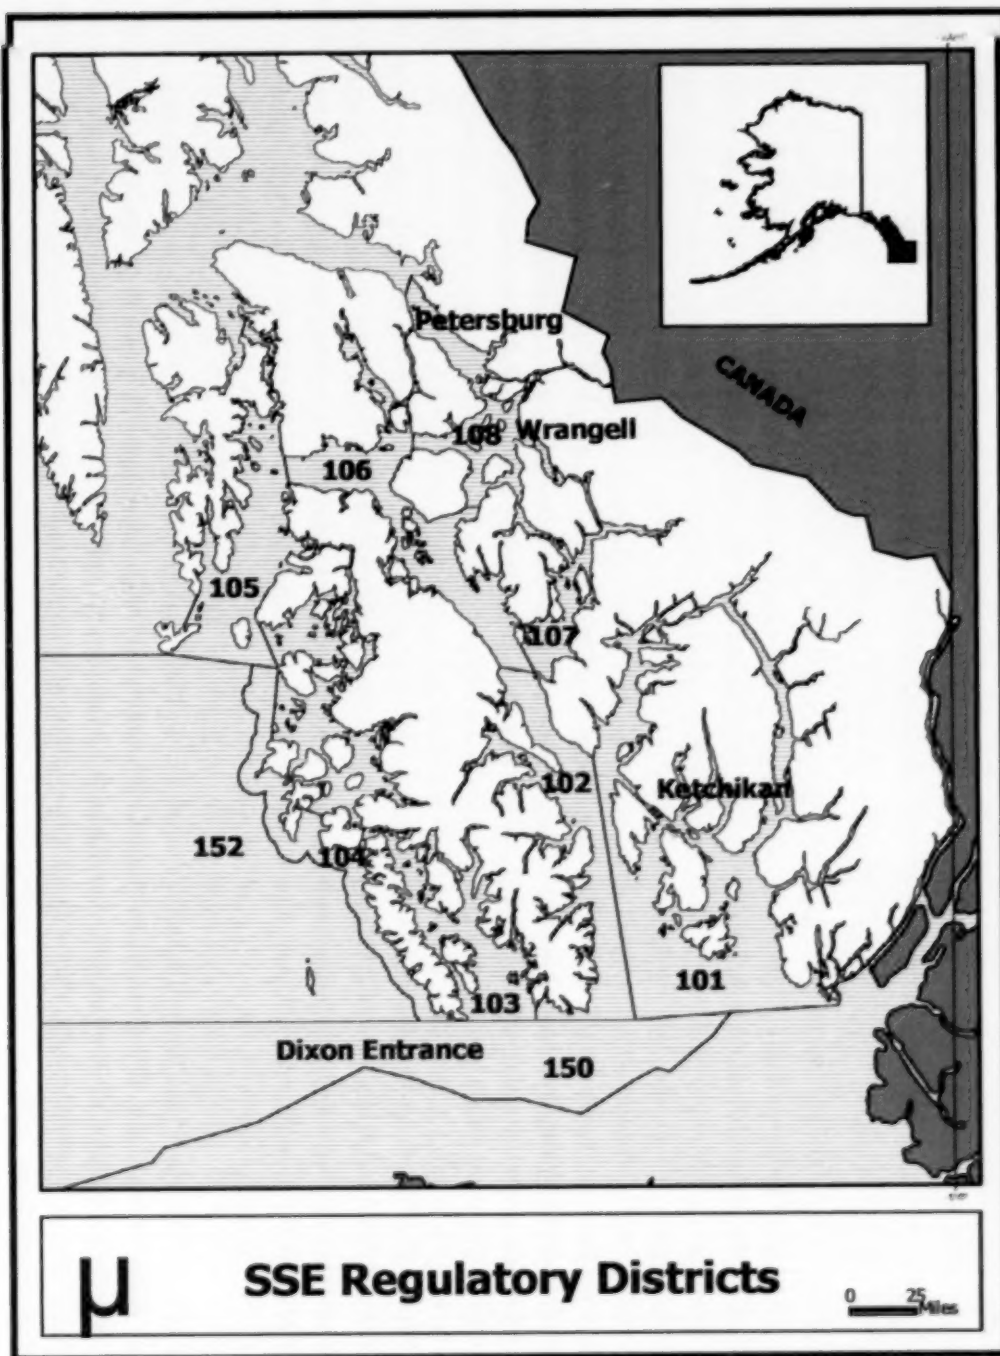 Petersburg
CANADA
108 Wrangell
106
105
107
102
Ketchikan
152
104
101
103
Dixon Entrance
150
µ
SSE Regulatory Districts
0 25
Miles